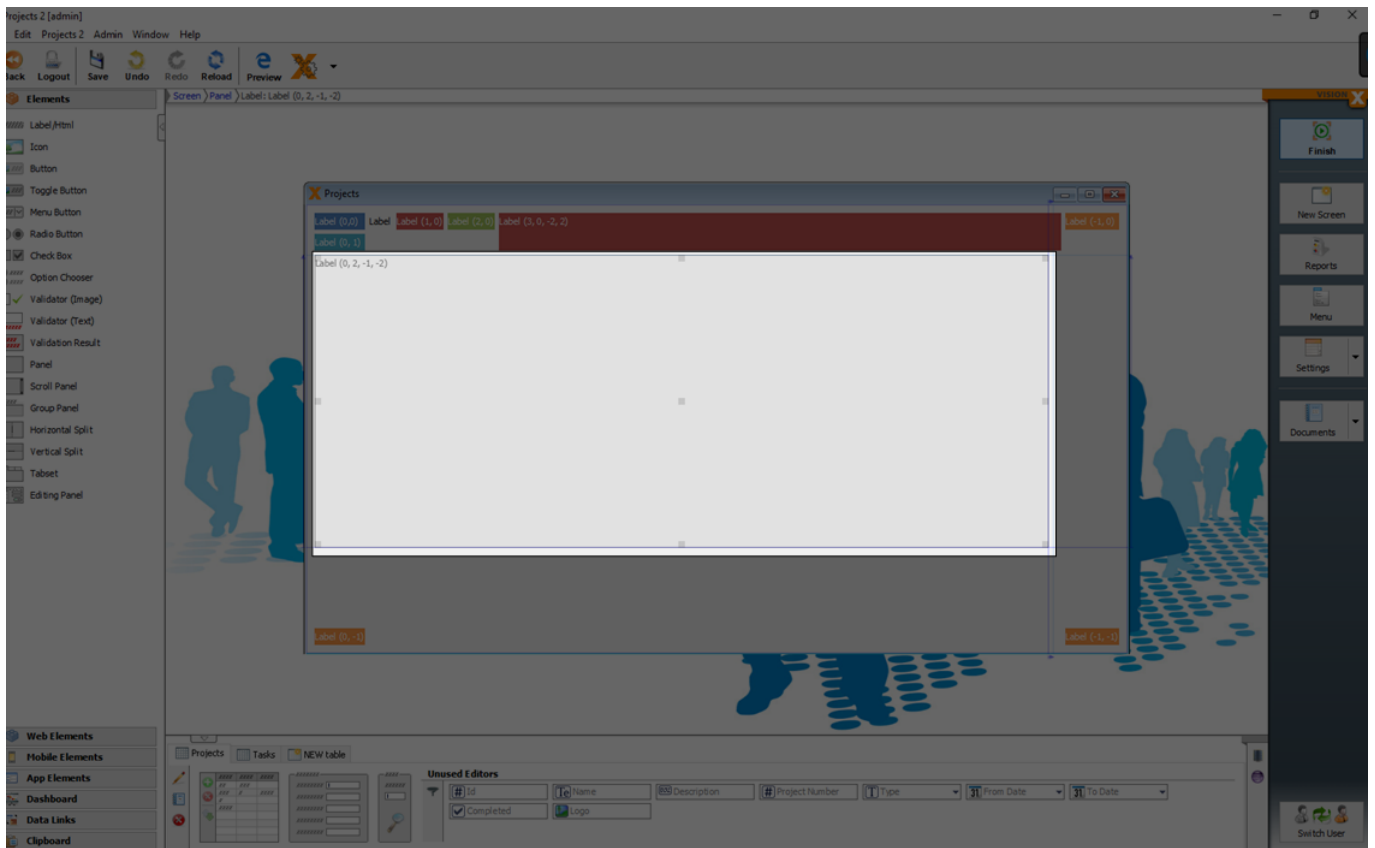 Projects 2 [admin]
Edit Projects 2 Admin Window Help
Back Logout Save Undo Redo Reload Preview
Elements
Screen Panel Label: Label (0, 2, -1, -2)
VISION X
Label/Html
Icon
Button
Toggle Button
Menu Button
Radio Button
Check Box
Option Chooser
Validator (Image)
Validator (Text)
Validation Result
Panel
Scroll Panel
Group Panel
Horizontal Split
Vertical Split
Tabset
Editing Panel
Web Elements
Mobile Elements
App Elements
Dashboard
Data Links
Clipboard
Projects
Label (0,0) Label Label (1, 0) Label (2, 0) Label (3, 0, -2, 2) Label (-1, 0)
Label (0, 1)
Label (0, 2, -1, -2)
Label (0, -1) Label (-1, -1)
Projects Tasks NEW table
Unused Editors
# Id Te Name Description # Project Number T Type 31 From Date 31 To Date
Completed Logo
Finish
New Screen
Reports
Menu
Settings
Documents
Switch User